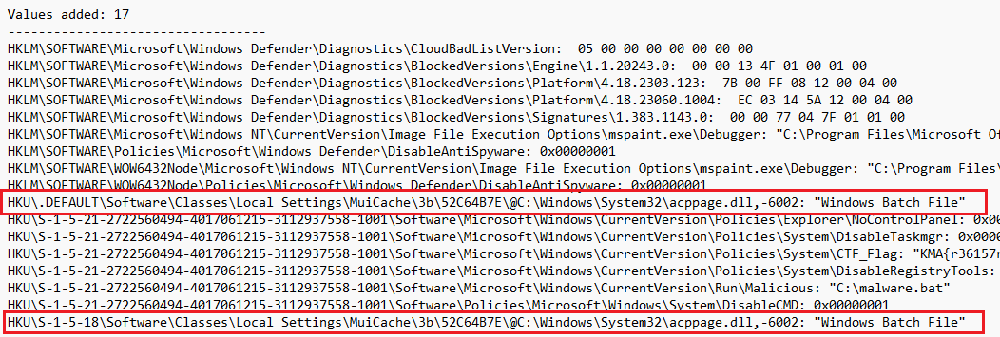 Values added: 17
----------------------------------
HKLM\SOFTWARE\Microsoft\Windows Defender\Diagnostics\CloudBadListVersion:  05 00 00 00 00 00 00 00
HKLM\SOFTWARE\Microsoft\Windows Defender\Diagnostics\BlockedVersions\Engine\1.1.20243.0:  00 00 13 4F 01 00 01 00
HKLM\SOFTWARE\Microsoft\Windows Defender\Diagnostics\BlockedVersions\Platform\4.18.2303.123:  7B 00 FF 08 12 00 04 00
HKLM\SOFTWARE\Microsoft\Windows Defender\Diagnostics\BlockedVersions\Platform\4.18.23060.1004:  EC 03 14 5A 12 00 04 00
HKLM\SOFTWARE\Microsoft\Windows Defender\Diagnostics\BlockedVersions\Signatures\1.383.1143.0:  00 00 77 04 7F 01 01 00
HKLM\SOFTWARE\Microsoft\Windows NT\CurrentVersion\Image File Execution Options\mspaint.exe\Debugger: "C:\Program Files\Microsoft Of
HKLM\SOFTWARE\Policies\Microsoft\Windows Defender\DisableAntiSpyware: 0x00000001
HKLM\SOFTWARE\WOW6432Node\Microsoft\Windows NT\CurrentVersion\Image File Execution Options\mspaint.exe\Debugger: "C:\Program Files\
HKLM\SOFTWARE\WOW6432Node\Policies\Microsoft\Windows Defender\DisableAntiSpyware: 0x00000001
HKU\.DEFAULT\Software\Classes\Local Settings\MuiCache\3b\52C64B7E\@C:\Windows\System32\acppage.dll,-6002: "Windows Batch File"
HKU\S-1-5-21-2722560494-4017061215-3112937558-1001\Software\Microsoft\Windows\CurrentVersion\Policies\Explorer\NoControlPanel: 0x00
HKU\S-1-5-21-2722560494-4017061215-3112937558-1001\Software\Microsoft\Windows\CurrentVersion\Policies\System\DisableTaskmgr: 0x0000
HKU\S-1-5-21-2722560494-4017061215-3112937558-1001\Software\Microsoft\Windows\CurrentVersion\Policies\System\CTF_Flag: "KMA{r36157r
HKU\S-1-5-21-2722560494-4017061215-3112937558-1001\Software\Microsoft\Windows\CurrentVersion\Policies\System\DisableRegistryTools:
HKU\S-1-5-21-2722560494-4017061215-3112937558-1001\Software\Microsoft\Windows\CurrentVersion\Run\Malicious: "C:\malware.bat"
HKU\S-1-5-21-2722560494-4017061215-3112937558-1001\Software\Policies\Microsoft\Windows\System\DisableCMD: 0x00000001
HKU\S-1-5-18\Software\Classes\Local Settings\MuiCache\3b\52C64B7E\@C:\Windows\System32\acppage.dll,-6002: "Windows Batch File"